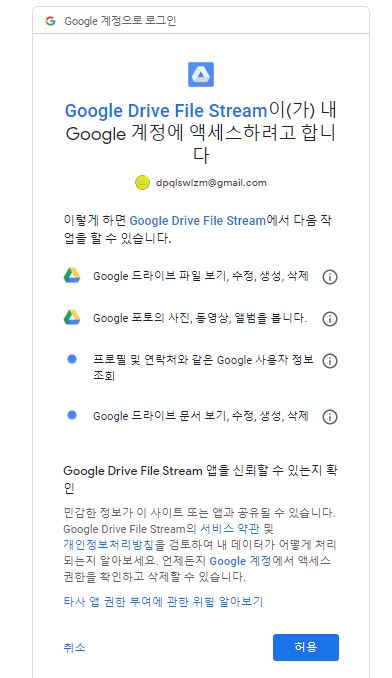 Google 계정으로 로그인
Google Drive File Stream이(가) 내
Google 계정에 액세스하려고 합니
다
dpqlswlzm@gmail.com
이렇게 하면 Google Drive File Stream에서 다음 작
업을 할 수 있습니다.
Google 드라이브 파일 보기, 수정, 생성, 삭제
Google 포토의 사진, 동영상, 앨범을 봅니다.
프로필 및 연락처와 같은 Google 사용자 정보
조회
Google 드라이브 문서 보기, 수정, 생성, 삭제
Google Drive File Stream 앱을 신뢰할 수 있는지 확
인
민감한 정보가 이 사이트 또는 앱과 공유될 수 있습니다.
Google Drive File Stream의 서비스 약관 및
개인정보처리방침을 검토하여 내 데이터가 어떻게 처리
되는지 알아보세요. 언제든지 Google 계정에서 액세스
권한을 확인하고 삭제할 수 있습니다.
타사 앱 권한 부여에 관한 위험 알아보기
취소
허용